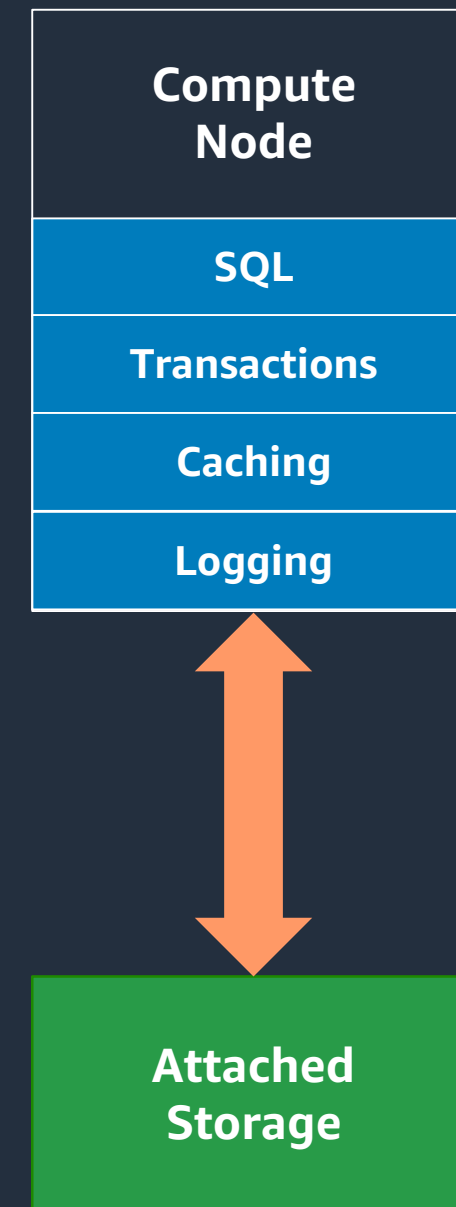 Compute
Node
SQL
Transactions
Caching
Logging
Attached
Storage